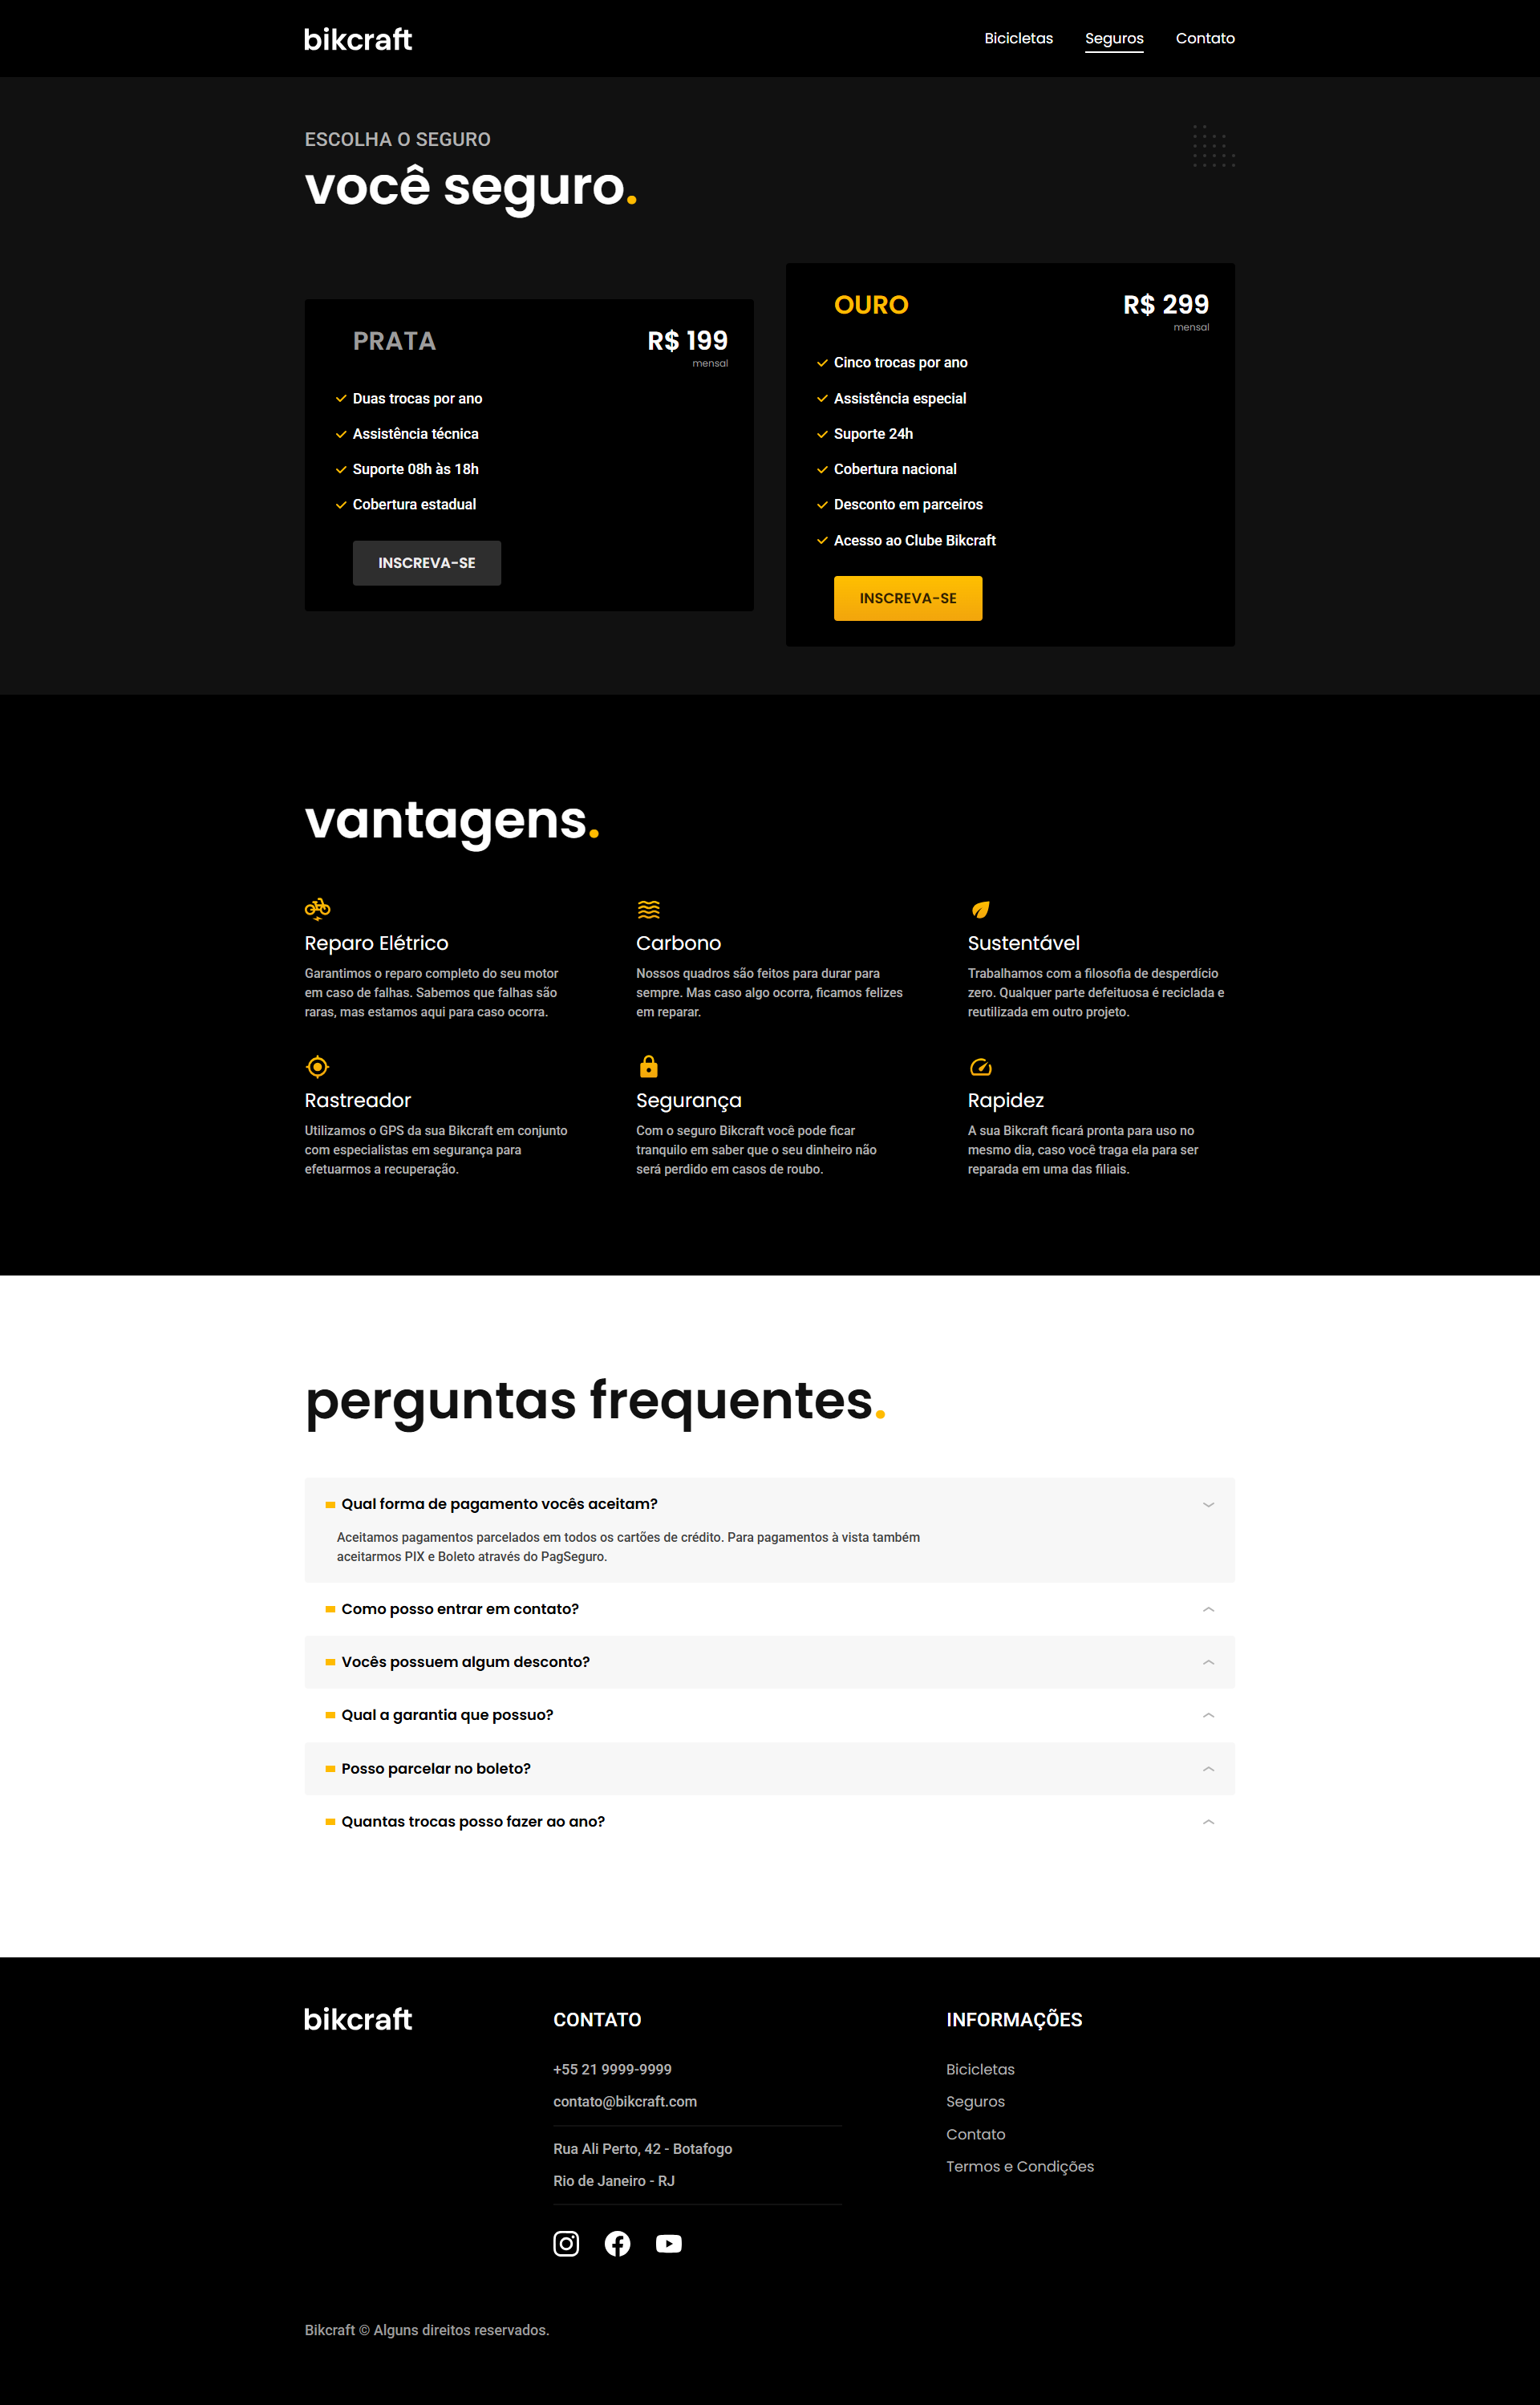 bikcraft
Bicicletas
Seguros
Contato
ESCOLHA O SEGURO
você seguro.
PRATA
R$ 199
mensal
Duas trocas por ano
Assistência técnica
Suporte 08h às 18h
Cobertura estadual
INSCREVA-SE
OURO
R$ 299
mensal
Cinco trocas por ano
Assistência especial
Suporte 24h
Cobertura nacional
Desconto em parceiros
Acesso ao Clube Bikcraft
INSCREVA-SE
vantagens.
Reparo Elétrico
Garantimos o reparo completo do seu motor
em caso de falhas. Sabemos que falhas são
raras, mas estamos aqui para caso ocorra.
Carbono
Nossos quadros são feitos para durar para
sempre. Mas caso algo ocorra, ficamos felizes
em reparar.
Sustentável
Trabalhamos com a filosofia de desperdício
zero. Qualquer parte defeituosa é reciclada e
reutilizada em outro projeto.
Rastreador
Utilizamos o GPS da sua Bikcraft em conjunto
com especialistas em segurança para
efetuarmos a recuperação.
Segurança
Com o seguro Bikcraft você pode ficar
tranquilo em saber que o seu dinheiro não
será perdido em casos de roubo.
Rapidez
A sua Bikcraft ficará pronta para uso no
mesmo dia, caso você traga ela para ser
reparada em uma das filiais.
perguntas frequentes.
Qual forma de pagamento vocês aceitam?
Aceitamos pagamentos parcelados em todos os cartões de crédito. Para pagamentos à vista também
aceitarmos PIX e Boleto através do PagSeguro.
Como posso entrar em contato?
Vocês possuem algum desconto?
Qual a garantia que possuo?
Posso parcelar no boleto?
Quantas trocas posso fazer ao ano?
bikcraft
CONTATO
+55 21 9999-9999
contato@bikcraft.com
Rua Ali Perto, 42 - Botafogo
Rio de Janeiro - RJ
INFORMAÇÕES
Bicicletas
Seguros
Contato
Termos e Condições
Bikcraft © Alguns direitos reservados.